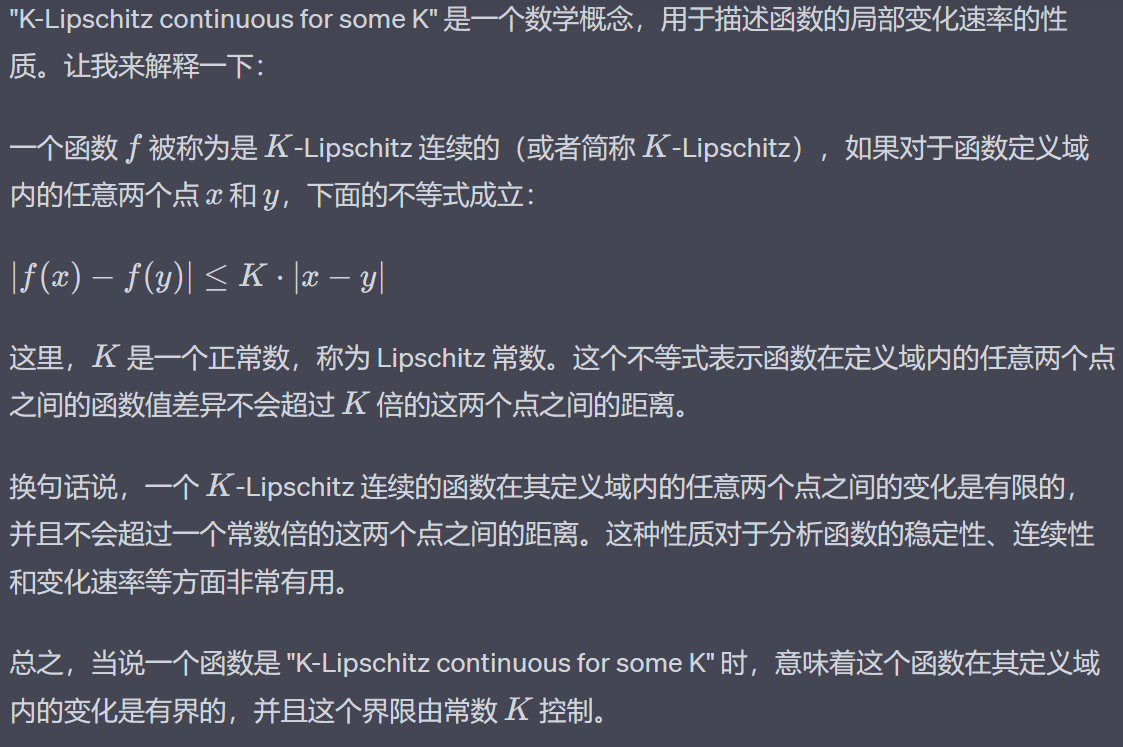 "K-Lipschitz continuous for some K" 是一个数学概念，用于描述函数的局部变化速率的性
质。让我来解释一下：
一个函数 f 被称为是 K-Lipschitz 连续的（或者简称 K-Lipschitz），如果对于函数定义域
内的任意两个点 x 和 y，下面的不等式成立：
|f(x) − f(y)| ≤ K · |x − y|
这里，K 是一个正常数，称为 Lipschitz 常数。这个不等式表示函数在定义域内的任意两个点
之间的函数值差异不会超过 K 倍的这两个点之间的距离。
换句话说，一个 K-Lipschitz 连续的函数在其定义域内的任意两个点之间的变化是有限的，
并且不会超过一个常数倍的这两个点之间的距离。这种性质对于分析函数的稳定性、连续性
和变化速率等方面非常有用。
总之，当说一个函数是 "K-Lipschitz continuous for some K" 时，意味着这个函数在其定义域
内的变化是有界的，并且这个界限由常数 K 控制。